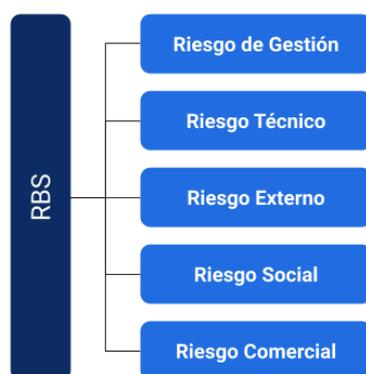 RBS
Riesgo de Gestión
Riesgo Técnico
Riesgo Externo
Riesgo Social
Riesgo Comercial